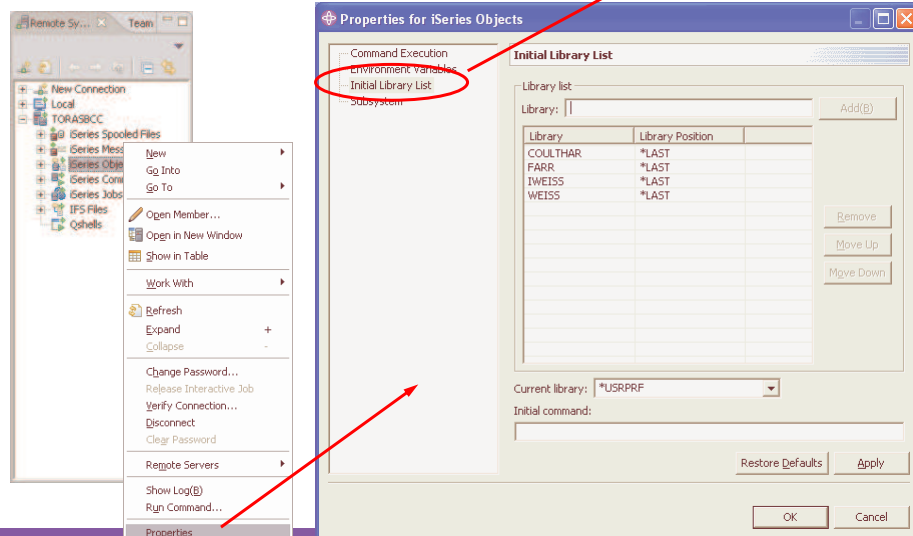 Remote Sy...
Team
New Connection
Local
TORASBCC
iSeries Spooled Files
iSeries Mess
iSeries Obje
iSeries Com
iSeries Jobs
IFS Files
Qshells
New
Go Into
Go To
Open Member...
Open in New Window
Show in Table
Work With
Refresh
Expand +
Collapse -
Change Password...
Release Interactive Job
Verify Connection...
Disconnect
Clear Password
Remote Servers
Show Log(B)
Run Command...
Properties
Properties for iSeries Objects
Command Execution
Environment Variables
Initial Library List
Subsystem
Initial Library List
Library list
Library:
Add(B)
Library Library Position
COULTHAR *LAST
FARR *LAST
IWEISS *LAST
WEISS *LAST
Remove
Move Up
Move Down
Current library: *USRPRF
Initial command:
Restore Defaults Apply
OK Cancel